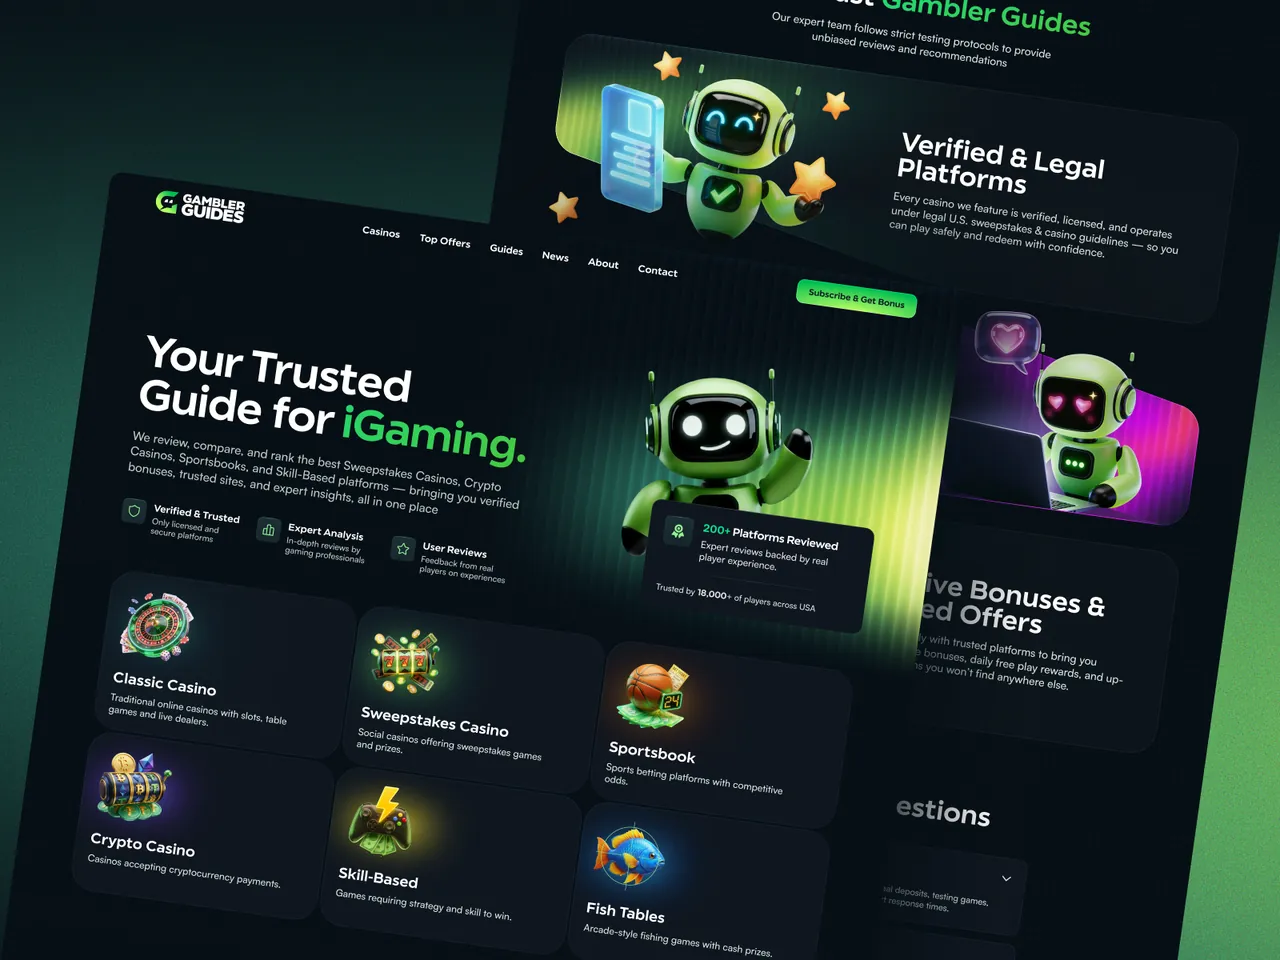 Gambler Guides
Our expert team follows strict testing protocols to provide
unbiased reviews and recommendations
Verified & Legal
Platforms
Every casino we feature is verified, licensed, and operates
under legal U.S. sweepstakes & casino guidelines — so you
can play safely and redeem with confidence.
GAMBLER
GUIDES
Casinos
Top Offers
Guides
News
About
Contact
Subscribe & Get Bonus
Your Trusted
Guide for iGaming.
We review, compare, and rank the best Sweepstakes Casinos, Crypto
Casinos, Sportsbooks, and Skill-Based platforms — bringing you verified
bonuses, trusted sites, and expert insights, all in one place
Verified & Trusted
Only licensed and
secure platforms
Expert Analysis
In-depth reviews by
gaming professionals
User Reviews
Feedback from real
players on experiences
200+ Platforms Reviewed
Expert reviews backed by real
player experience.
Trusted by 18,000+ of players across USA
Bonuses &
Offers
with trusted platforms to bring you
bonuses, daily free play rewards, and up-
you won't find anywhere else.
Classic Casino
Traditional online casinos with slots, table
games and live dealers.
Sweepstakes Casino
Social casinos offering sweepstakes games
and prizes.
24
Sportsbook
Sports betting platforms with competitive
odds.
Crypto Casino
Casinos accepting cryptocurrency payments.
Skill-Based
Games requiring strategy and skill to win.
Fish Tables
Arcade-style fishing games with cash prizes.
estions
deposits, testing games.
response times.